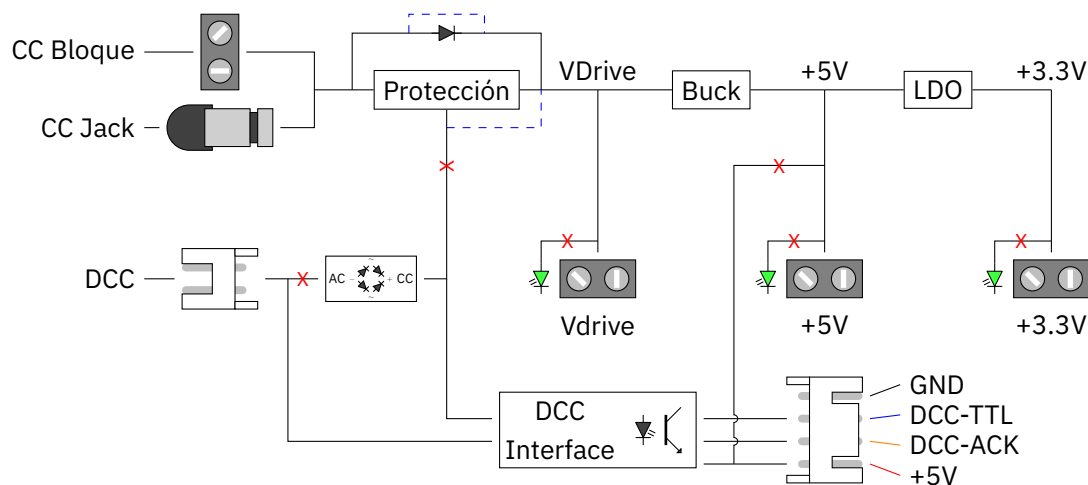 CC Bloque
CC Jack
Protección
VDrive
Buck
+5V
LDO
+3.3V
X
X
DCC
X
AC - + CC
~
~
X
X
X
Vdrive
+5V
+3.3V
DCC
Interface
GND
DCC-TTL
DCC-ACK
+5V